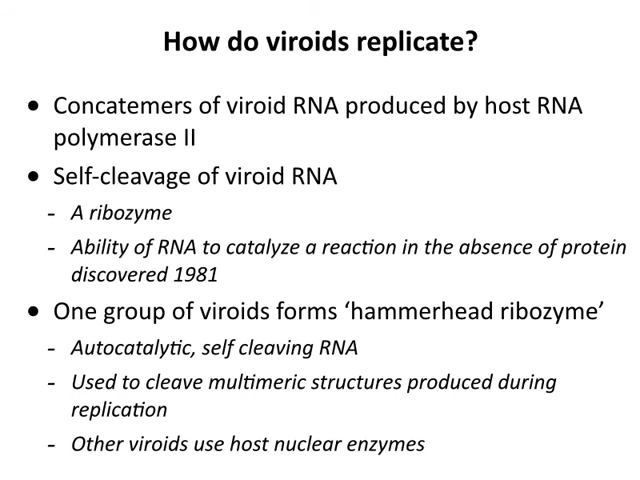 How do viroids replicate?
• Concatemers of viroid RNA produced by host RNA
polymerase II
• Self-cleavage of viroid RNA
- A ribozyme
- Ability of RNA to catalyze a reaction in the absence of protein
discovered 1981
• One group of viroids forms ‘hammerhead ribozyme’
- Autocatalytic, self cleaving RNA
- Used to cleave multimeric structures produced during
replication
- Other viroids use host nuclear enzymes